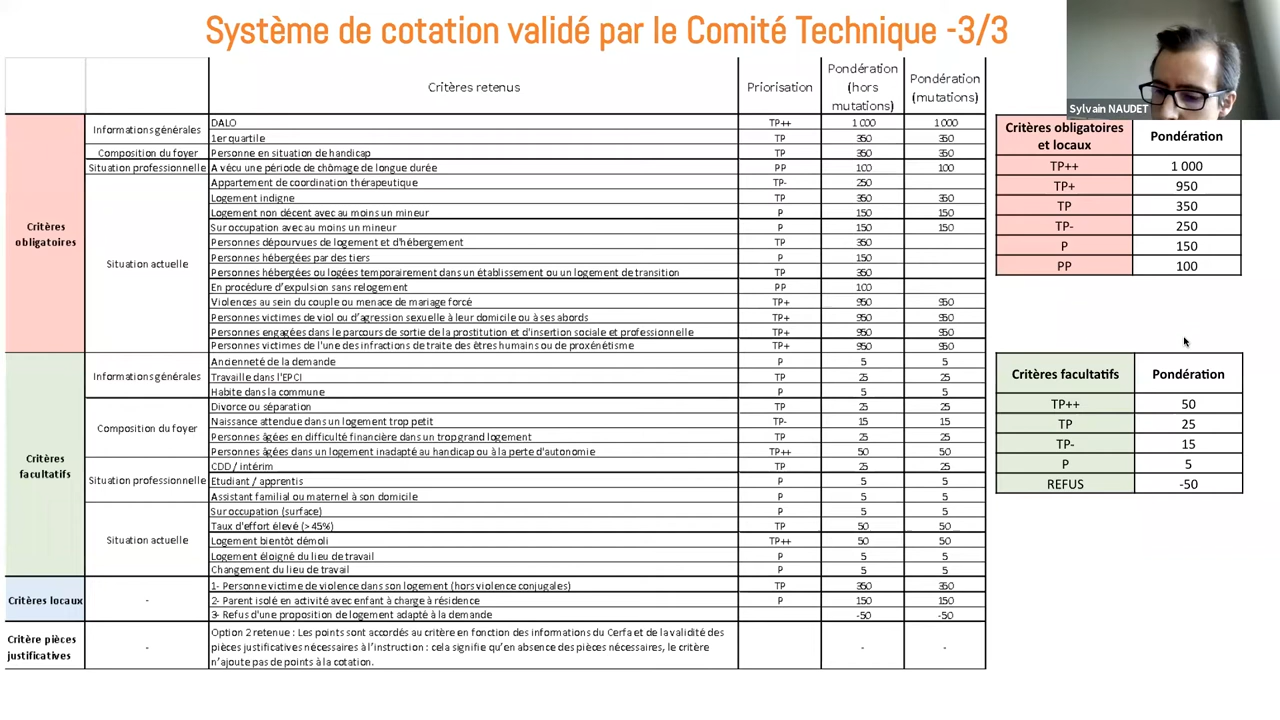 Système de cotation validé par le Comité Technique -3/3
Sylvain NAUDET
Critères retenus Priorisation Pondération (hors mutations) Pondération (mutations)
Critères obligatoires
Informations générales
DALO TP++ 1 000 1 000
1er quartile TP 350 350
Composition du foyer Personne en situation de handicap TP 350 350
Situation professionnelle A vécu une période de chômage de longue durée PP 100 100
Situation actuelle
Appartement de coordination thérapeutique TP- 250
Logement indigne TP 350 350
Logement non décent avec au moins un mineur P 150 150
Sur occupation avec au moins un mineur P 150 150
Personnes dépourvues de logement et d'hébergement TP 350
Personnes hébergées par des tiers P 150
Personnes hébergées ou logées temporairement dans un établissement ou un logement de transition TP 350
En procédure d'expulsion sans relogement PP 100
Violences au sein du couple ou menace de mariage forcé TP+ 950 950
Personnes victimes de viol ou d'agression sexuelle à leur domicile ou à ses abords TP+ 950 950
Personnes engagées dans le parcours de sortie de la prostitution et d'insertion sociale et professionnelle TP+ 950 950
Personnes victimes de l'une des infractions de traite des êtres humains ou de proxénétisme TP+ 950 950
Critères facultatifs
Informations générales
Ancienneté de la demande P 5 5
Travaille dans l'EPCI TP 25 25
Habite dans la commune P 5 5
Composition du foyer
Divorce ou séparation TP 25 25
Naissance attendue dans un logement trop petit TP- 15 15
Personnes âgées en difficulté financière dans un trop grand logement TP 25 25
Personnes âgées dans un logement inadapté au handicap ou à la perte d'autonomie TP++ 50 50
Situation professionnelle
CDD / intérim TP 25 25
Etudiant / apprentis P 5 5
Assistant familial ou maternel à son domicile P 5 5
Situation actuelle
Sur occupation (surface) P 5 5
Taux d'effort élevé (> 45%) TP 50 50
Logement bientôt démoli TP++ 50 50
Logement éloigné du lieu de travail P 5 5
Changement du lieu de travail P 5 5
Critères locaux -
1- Personne victime de violence dans son logement (hors violence conjugales) TP 350 350
2- Parent isolé en activité avec enfant à charge à résidence P 150 150
3- Refus d'une proposition de logement adapté à la demande -50 -50
Critère pièces justificatives -
Option 2 retenue : Les points sont accordés au critère en fonction des informations du Cerfa et de la validité des
pièces justificatives nécessaires à l'instruction : cela signifie qu'en absence des pièces nécessaires, le critère
n'ajoute pas de points à la cotation.
- -
Critères obligatoires et locaux Pondération
TP++ 1 000
TP+ 950
TP 350
TP- 250
P 150
PP 100
Critères facultatifs Pondération
TP++ 50
TP 25
TP- 15
P 5
REFUS -50